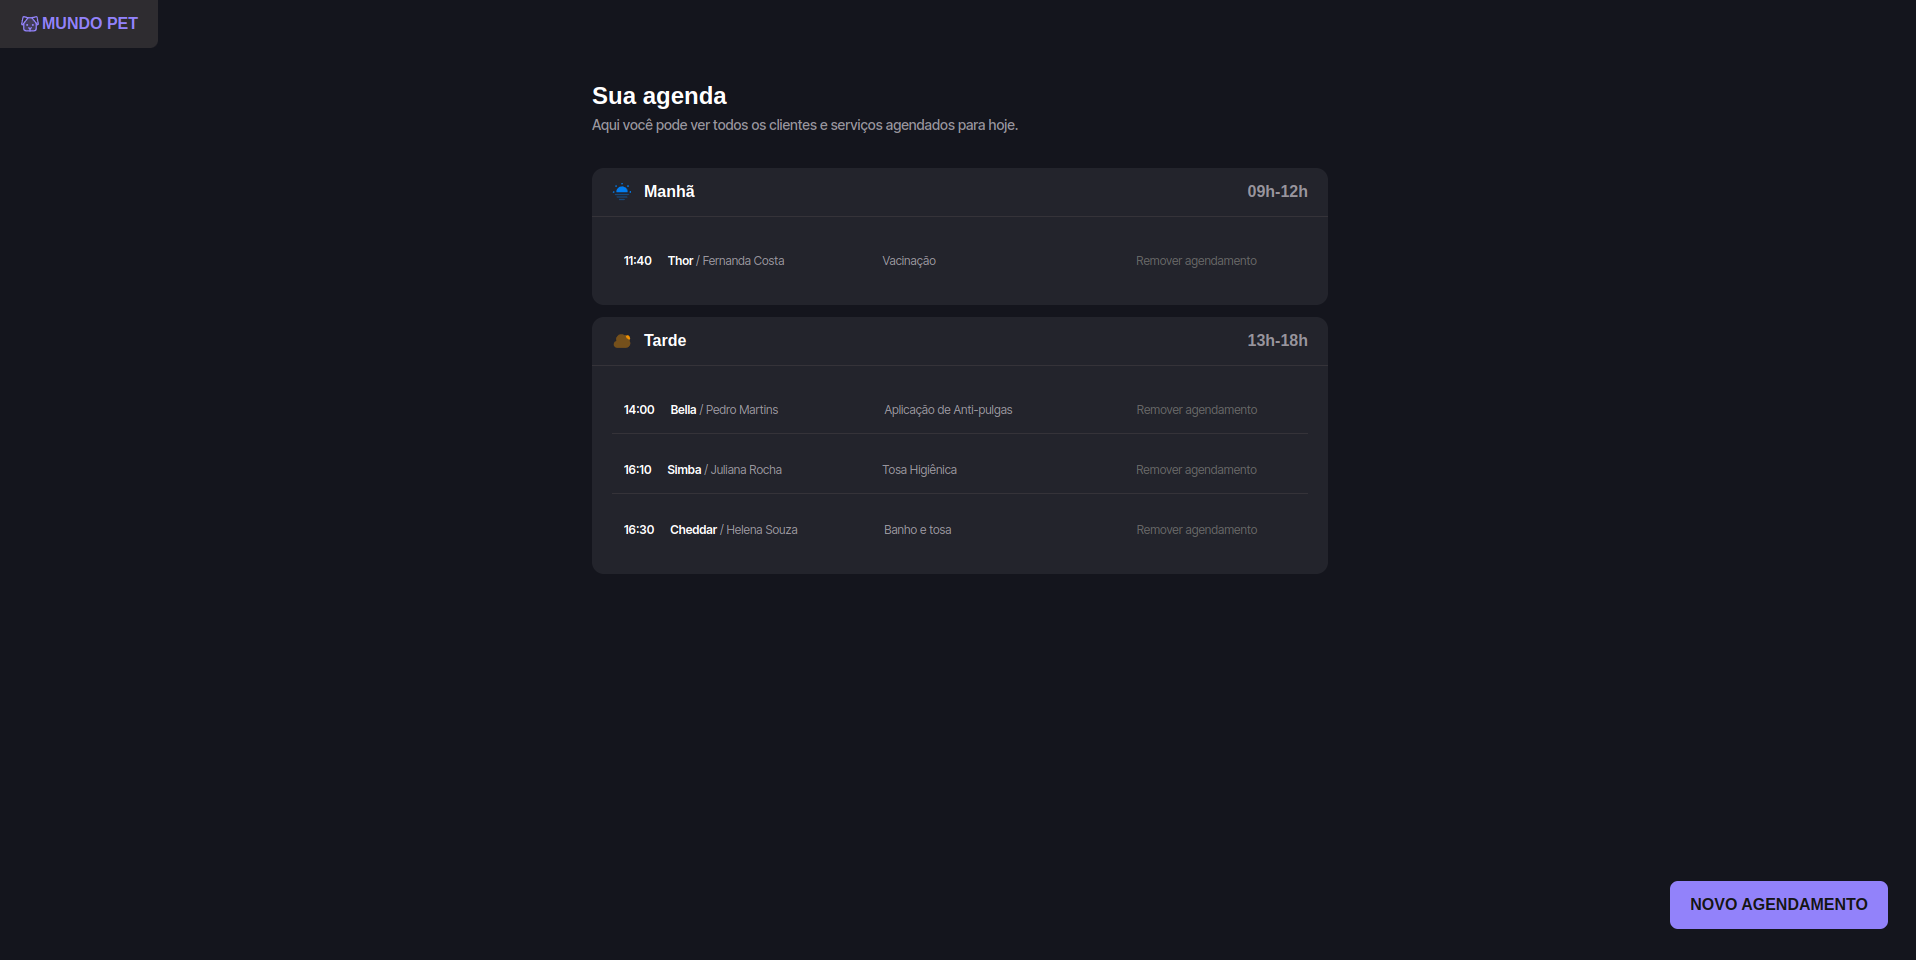 MUNDO PET
Sua agenda
Aqui você pode ver todos os clientes e serviços agendados para hoje.
Manhã 09h-12h
11:40 Thor / Fernanda Costa Vacinação Remover agendamento
Tarde 13h-18h
14:00 Bella / Pedro Martins Aplicação de Anti-pulgas Remover agendamento
16:10 Simba / Juliana Rocha Tosa Higiênica Remover agendamento
16:30 Cheddar / Helena Souza Banho e tosa Remover agendamento
NOVO AGENDAMENTO